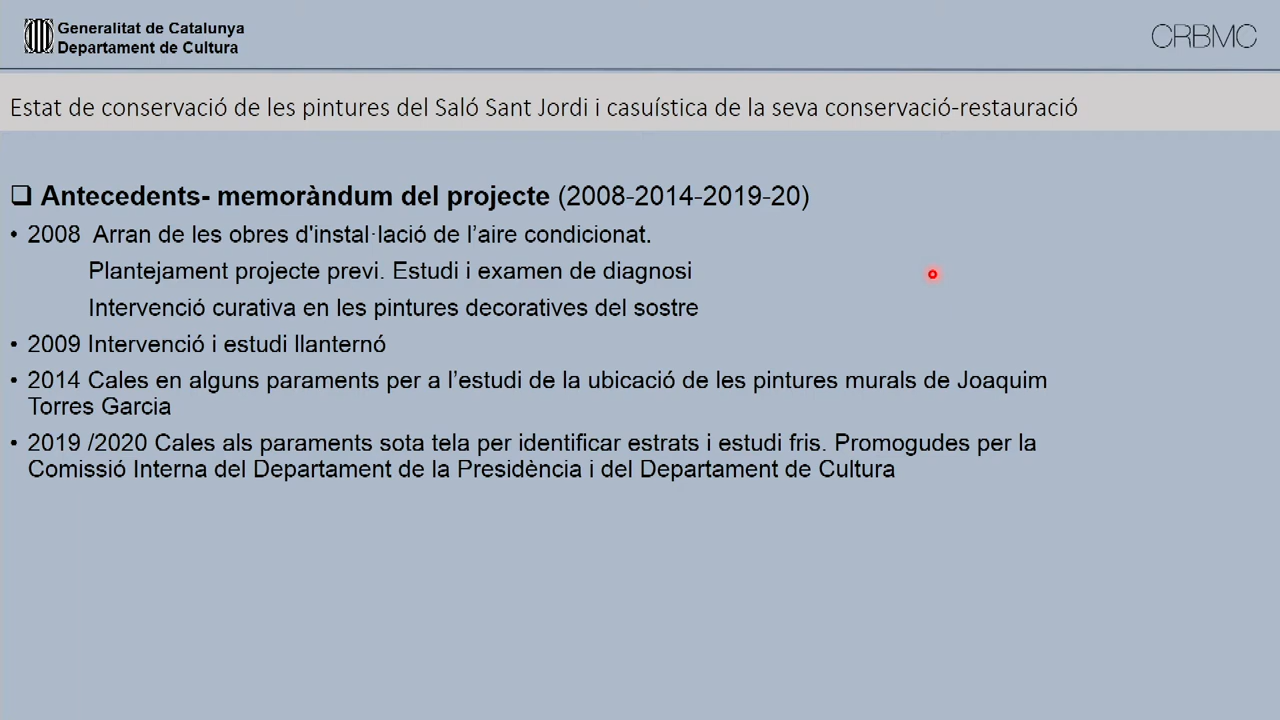 Generalitat de Catalunya
Departament de Cultura
CRBMC
Estat de conservació de les pintures del Saló Sant Jordi i casuística de la seva conservació-restauració
❑ Antecedents- memoràndum del projecte (2008-2014-2019-20)
• 2008 Arran de les obres d'instal·lació de l’aire condicionat.
Plantejament projecte previ. Estudi i examen de diagnosi
Intervenció curativa en les pintures decoratives del sostre
• 2009 Intervenció i estudi llanternó
• 2014 Cales en alguns paraments per a l’estudi de la ubicació de les pintures murals de Joaquim
Torres Garcia
• 2019 /2020 Cales als paraments sota tela per identificar estrats i estudi fris. Promogudes per la
Comissió Interna del Departament de la Presidència i del Departament de Cultura